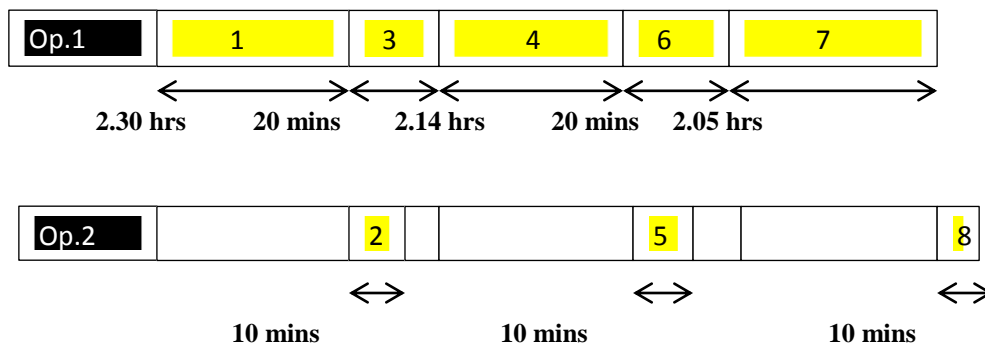 Op.1 1 3 4 6 7
2.30 hrs 20 mins 2.14 hrs 20 mins 2.05 hrs
Op.2 2 5 8
10 mins 10 mins 10 mins